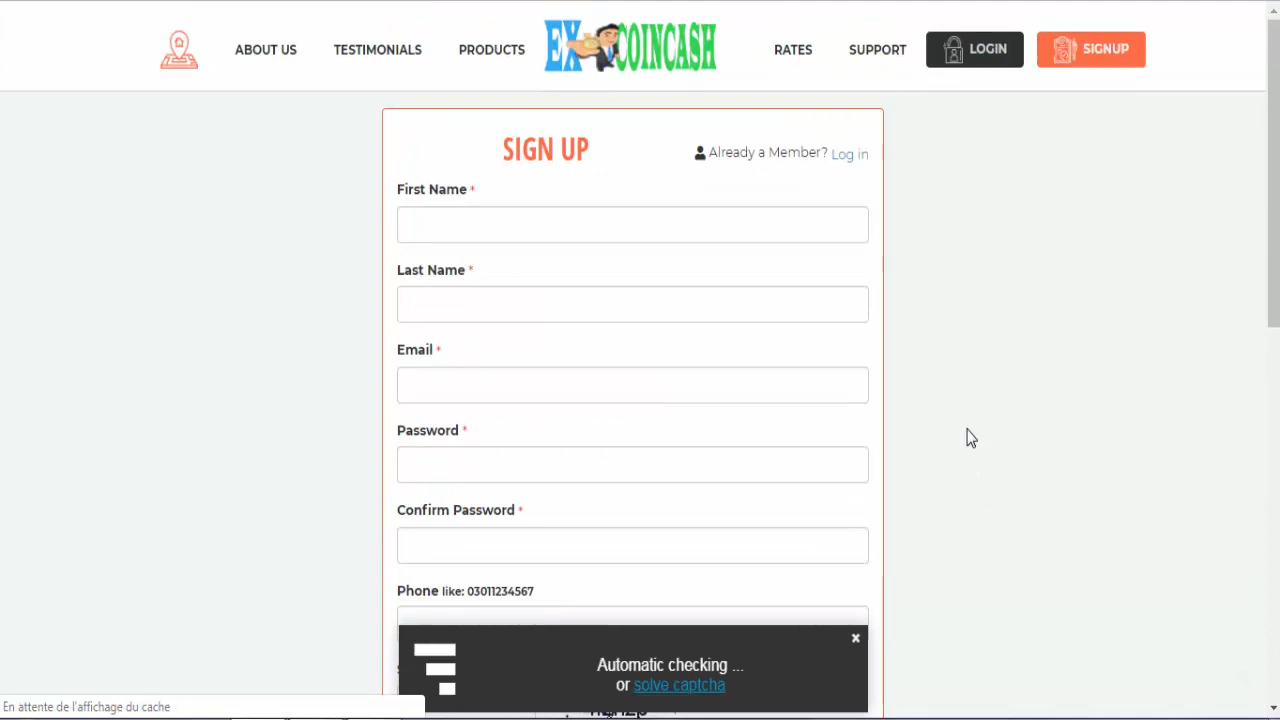 ABOUT US TESTIMONIALS PRODUCTS EX COINCASH RATES SUPPORT LOGIN SIGNUP
SIGN UP
Already a Member? Log in
First Name *
Last Name *
Email *
Password *
Confirm Password *
Phone like: 03011234567
×
Automatic checking ...
or solve captcha
En attente de l'affichage du cache